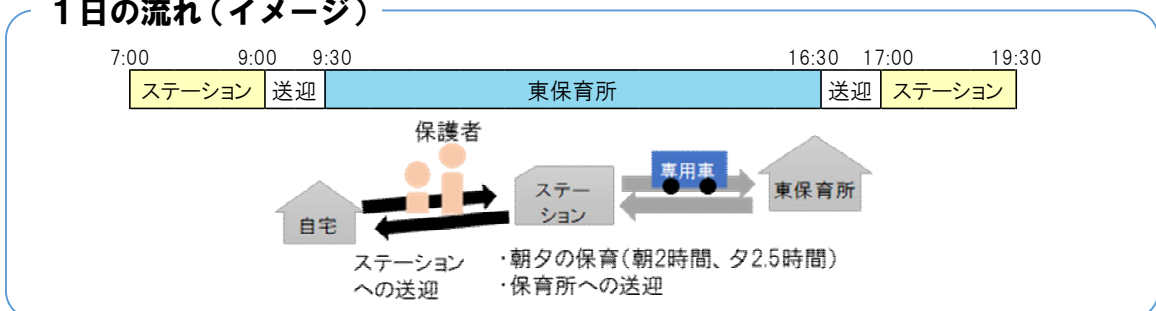 1日の流れ(イメージ)
7:00 9:00 9:30 16:30 17:00 19:30
ステーション 送迎 東保育所 送迎 ステーション
保護者
専用車
自宅
ステー
ション
東保育所
ステーション
への送迎
・朝夕の保育(朝2時間、夕2.5時間)
・保育所への送迎